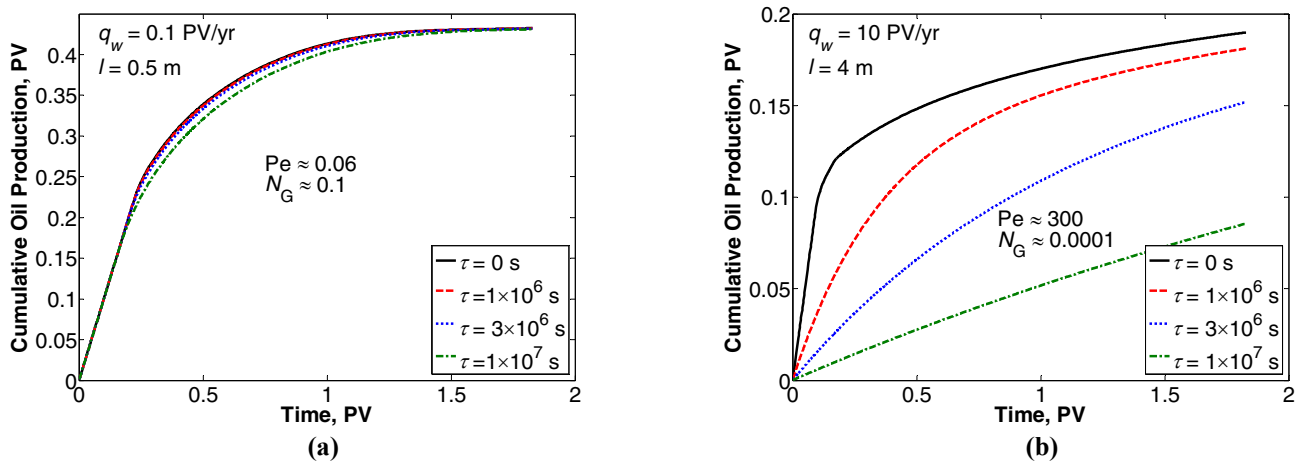 q_w = 0.1 PV/yr
l = 0.5 m
Pe ≈ 0.06
N_G ≈ 0.1
τ = 0 s
τ = 1×10^6 s
τ = 3×10^6 s
τ = 1×10^7 s
Cumulative Oil Production, PV
0.4
0.35
0.3
0.25
0.2
0.15
0.1
0.05
0
0 0.5 1 1.5 2
Time, PV
(a)
q_w = 10 PV/yr
l = 4 m
Pe ≈ 300
N_G ≈ 0.0001
τ = 0 s
τ = 1×10^6 s
τ = 3×10^6 s
τ = 1×10^7 s
Cumulative Oil Production, PV
0.2
0.15
0.1
0.05
0
0 0.5 1 1.5 2
Time, PV
(b)